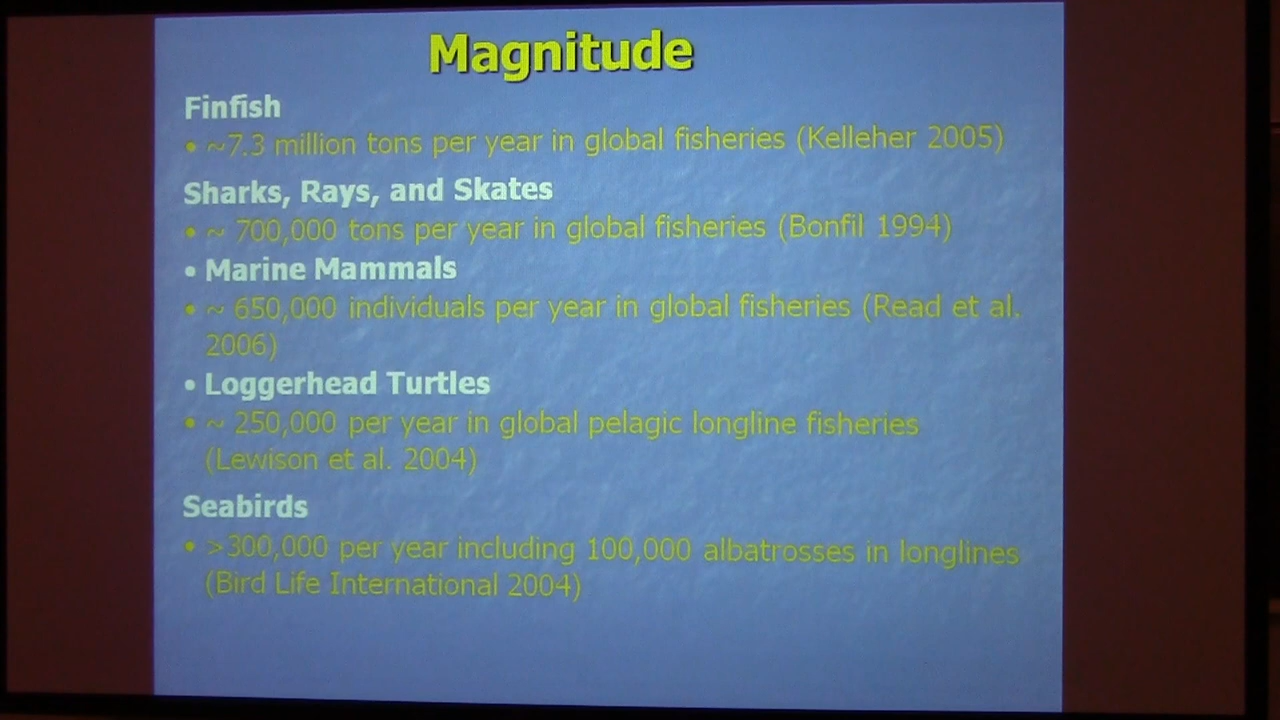 Magnitude
Finfish
• ~7.3 million tons per year in global fisheries (Kelleher 2005)
Sharks, Rays, and Skates
• ~ 700,000 tons per year in global fisheries (Bonfil 1994)
• Marine Mammals
• ~ 650,000 individuals per year in global fisheries (Read et al.
2006)
• Loggerhead Turtles
• ~ 250,000 per year in global pelagic longline fisheries
(Lewison et al. 2004)
Seabirds
• >300,000 per year including 100,000 albatrosses in longlines
(Bird Life International 2004)